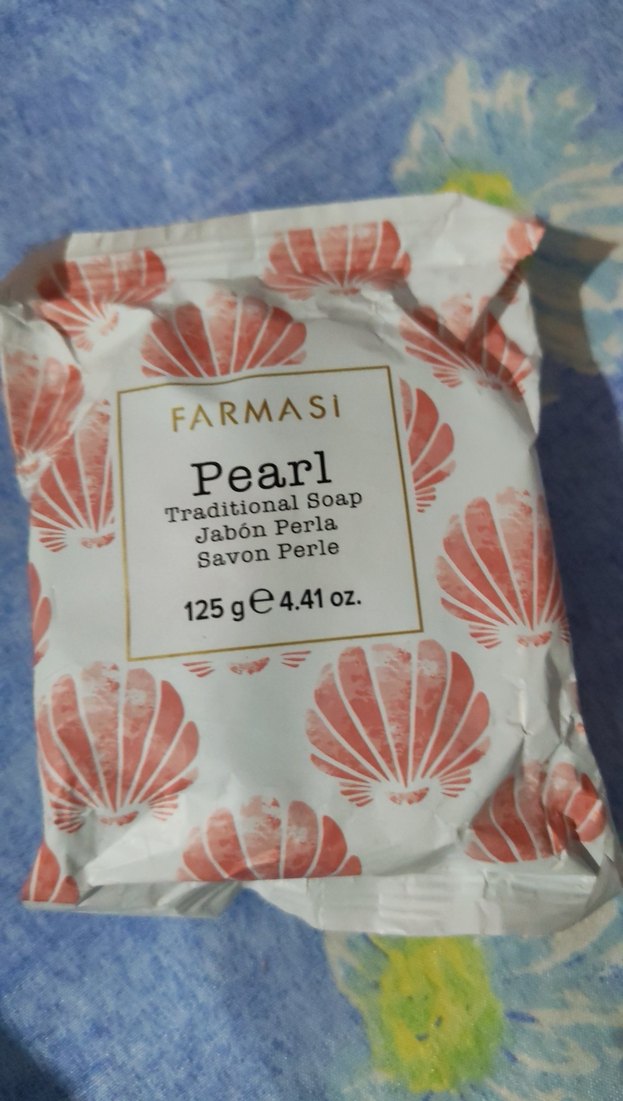 FARMASi
Pearl
Traditional Soap
Jabón Perla
Savon Perle
125 g ℮ 4.41 oz.